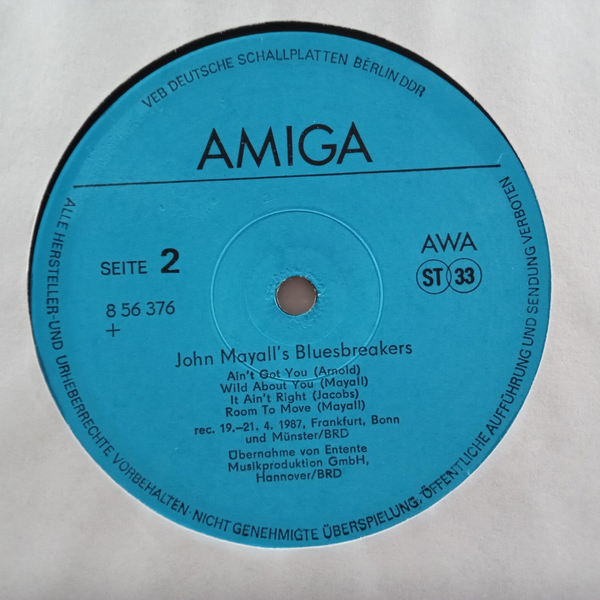 VEB DEUTSCHE SCHALLPLATTEN BERLIN DDR
AMIGA
SEITE 2
8 56 376
+
AWA
ST 33
John Mayall's Bluesbreakers
Ain't Got You (Arnold)
Wild About You (Mayall)
It Ain't Right (Jacobs)
Room To Move (Mayall)
rec. 19.–21. 4. 1987, Frankfurt, Bonn
und Münster/BRD
Übernahme von Entente
Musikproduktion GmbH,
Hannover/BRD
ALLE HERSTELLER-UND URHEBERRECHTE VORBEHALTEN·NICHT GENEHMIGTE ÜBERSPIELUNG, ÖFFENTLICHE AUFFÜHRUNG UND SENDUNG VERBOTEN